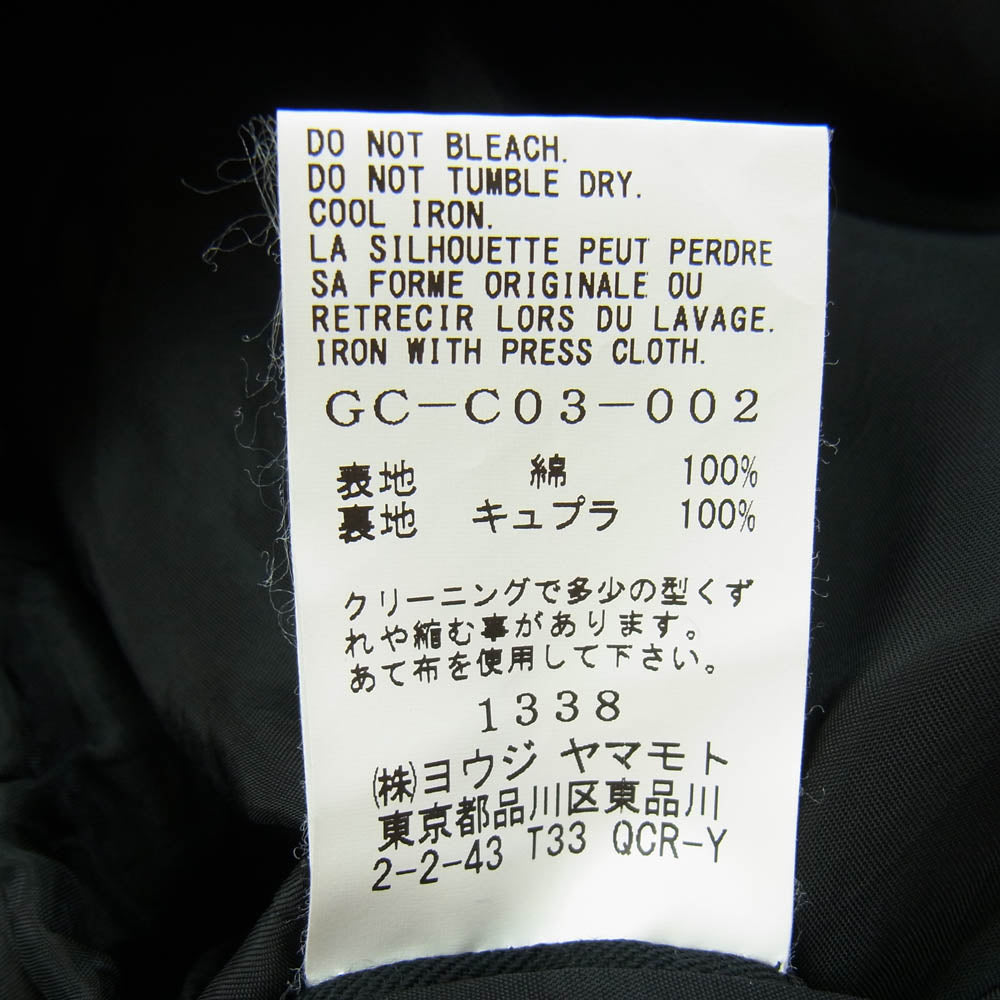 DO NOT BLEACH.
DO NOT TUMBLE DRY.
COOL IRON.
LA SILHOUETTE PEUT PERDRE
SA FORME ORIGINALE OU
RETRECIR LORS DU LAVAGE.
IRON WITH PRESS CLOTH.
GC-C03-002
表地 綿 100%
裏地 キュプラ 100%
クリーニングで多少の型くず
れや縮む事があります。
あて布を使用して下さい。
1338
(株)ヨウジ ヤマモト
東京都品川区東品川
2-2-43 T33 QCR-Y